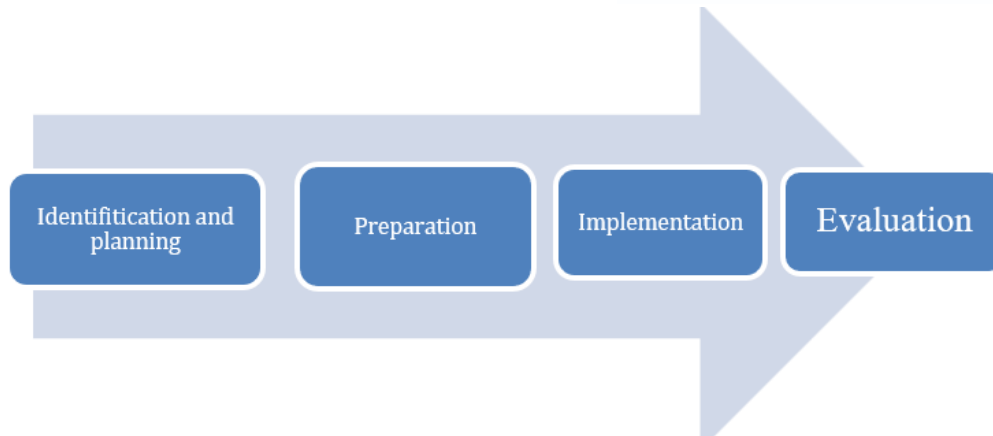 Identifitication and
planning
Preparation
Implementation
Evaluation